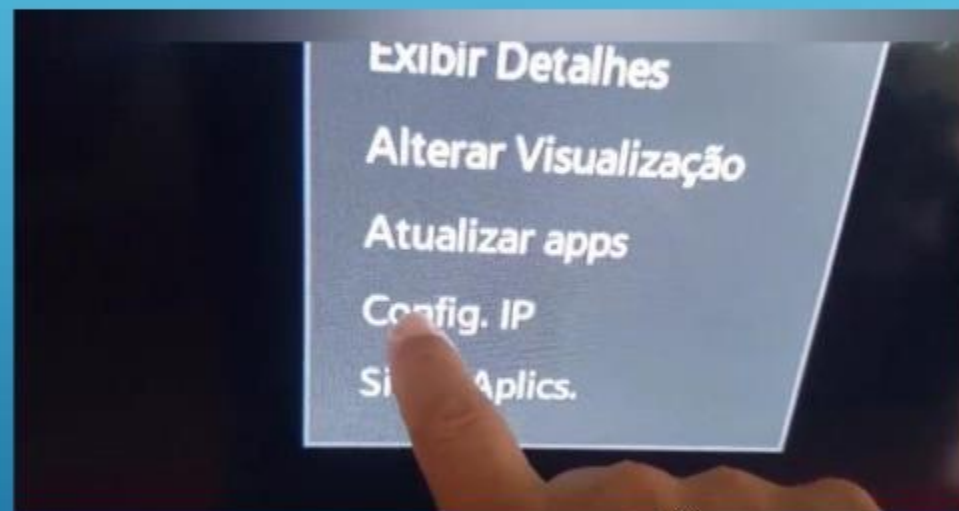 Exibir Detalhes
Alterar Visualização
Atualizar apps
Config. IP
Aplics.